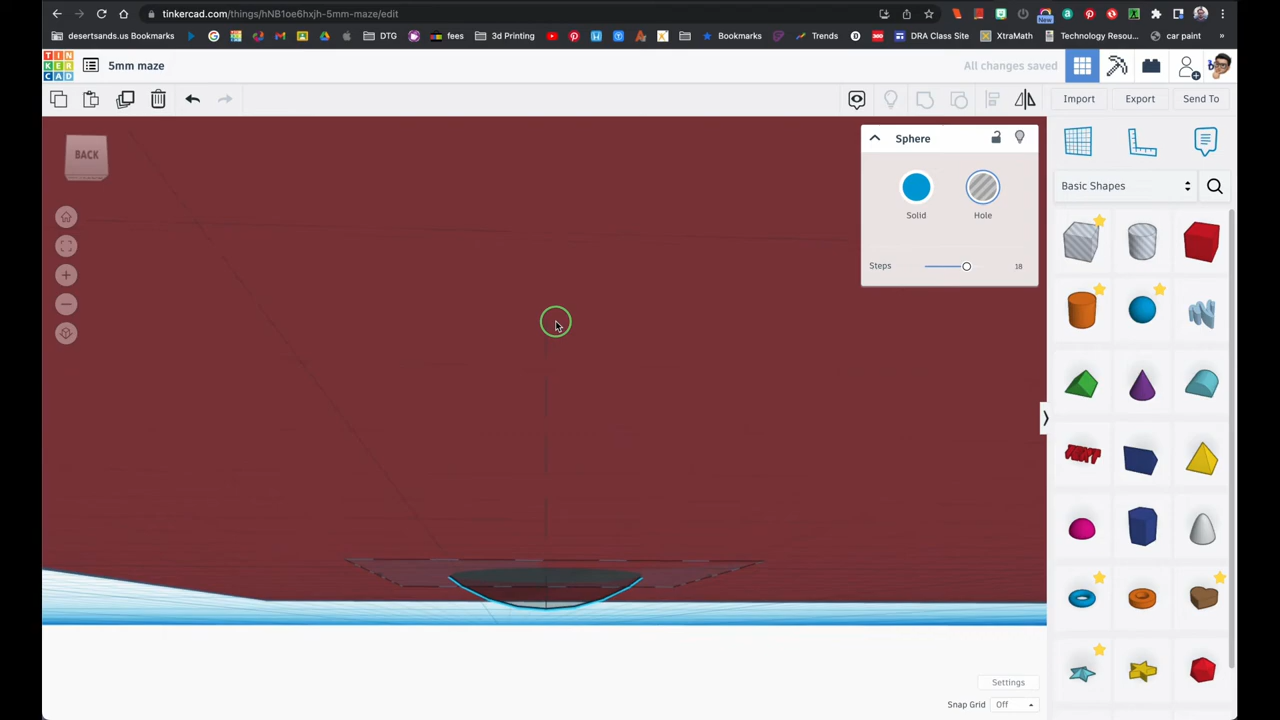 tinkercad.com/things/hNB1oe6hxjh-5mm-maze/edit
New
desertsands.us Bookmarks
DTG
fees
3d Printing
Bookmarks
Trends
DRA Class Site
XtraMath
Technology Resou...
car paint
»
TIN
KER
CAD
5mm maze
All changes saved
Import
Export
Send To
BACK
Sphere
Solid
Hole
Steps
18
Basic Shapes
Settings
Snap Grid
Off